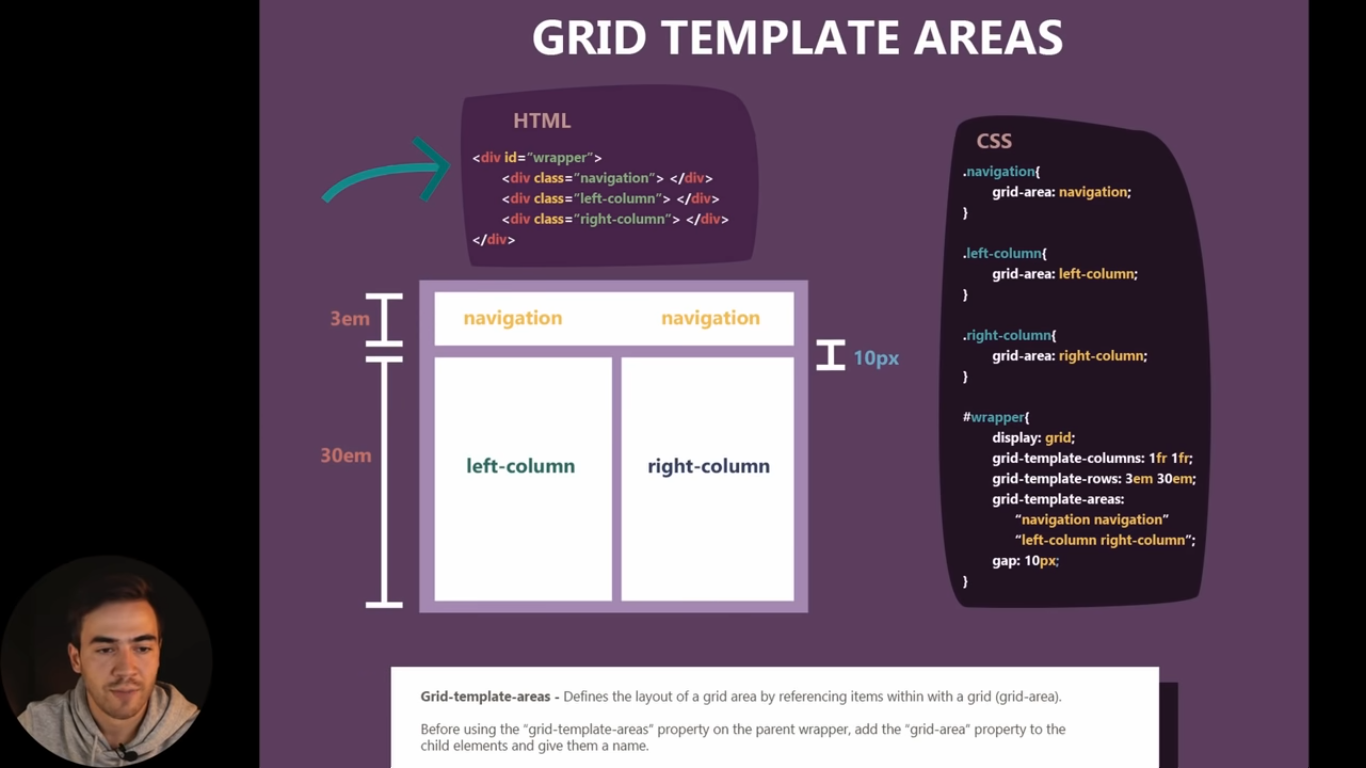 GRID TEMPLATE AREAS
HTML
<div id="wrapper">
<div class="navigation"> </div>
<div class="left-column"> </div>
<div class="right-column"> </div>
</div>
3em
navigation navigation
10px
30em
left-column right-column
CSS
.navigation{
grid-area: navigation;
}
.left-column{
grid-area: left-column;
}
.right-column{
grid-area: right-column;
}
#wrapper{
display: grid;
grid-template-columns: 1fr 1fr;
grid-template-rows: 3em 30em;
grid-template-areas:
“navigation navigation”
“left-column right-column”;
gap: 10px;
}
Grid-template-areas - Defines the layout of a grid area by referencing items within with a grid (grid-area).
Before using the "grid-template-areas" property on the parent wrapper, add the "grid-area" property to the
child elements and give them a name.